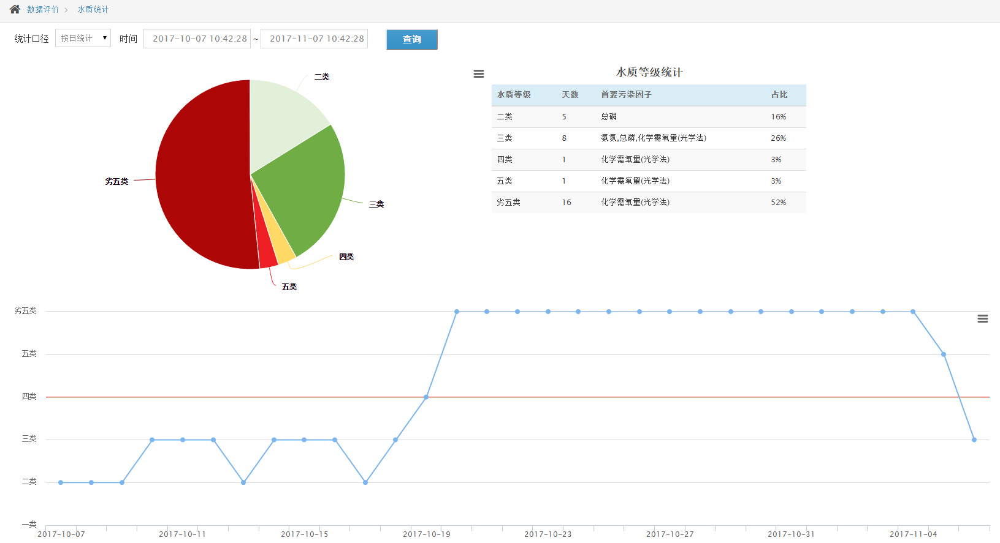 数据评价 水质统计
统计口径 按日统计 时间 2017-10-07 10:42:28 ~ 2017-11-07 10:42:28 查询
二类
劣五类
三类
四类
五类
水质等级统计
水质等级 天数 首要污染因子 占比
二类 5 总磷 16%
三类 8 氨氮,总磷,化学需氧量(光学法) 26%
四类 1 化学需氧量(光学法) 3%
五类 1 化学需氧量(光学法) 3%
劣五类 16 化学需氧量(光学法) 52%
劣五类
五类
四类
三类
二类
一类
2017-10-07 2017-10-11 2017-10-15 2017-10-19 2017-10-23 2017-10-27 2017-10-31 2017-11-04